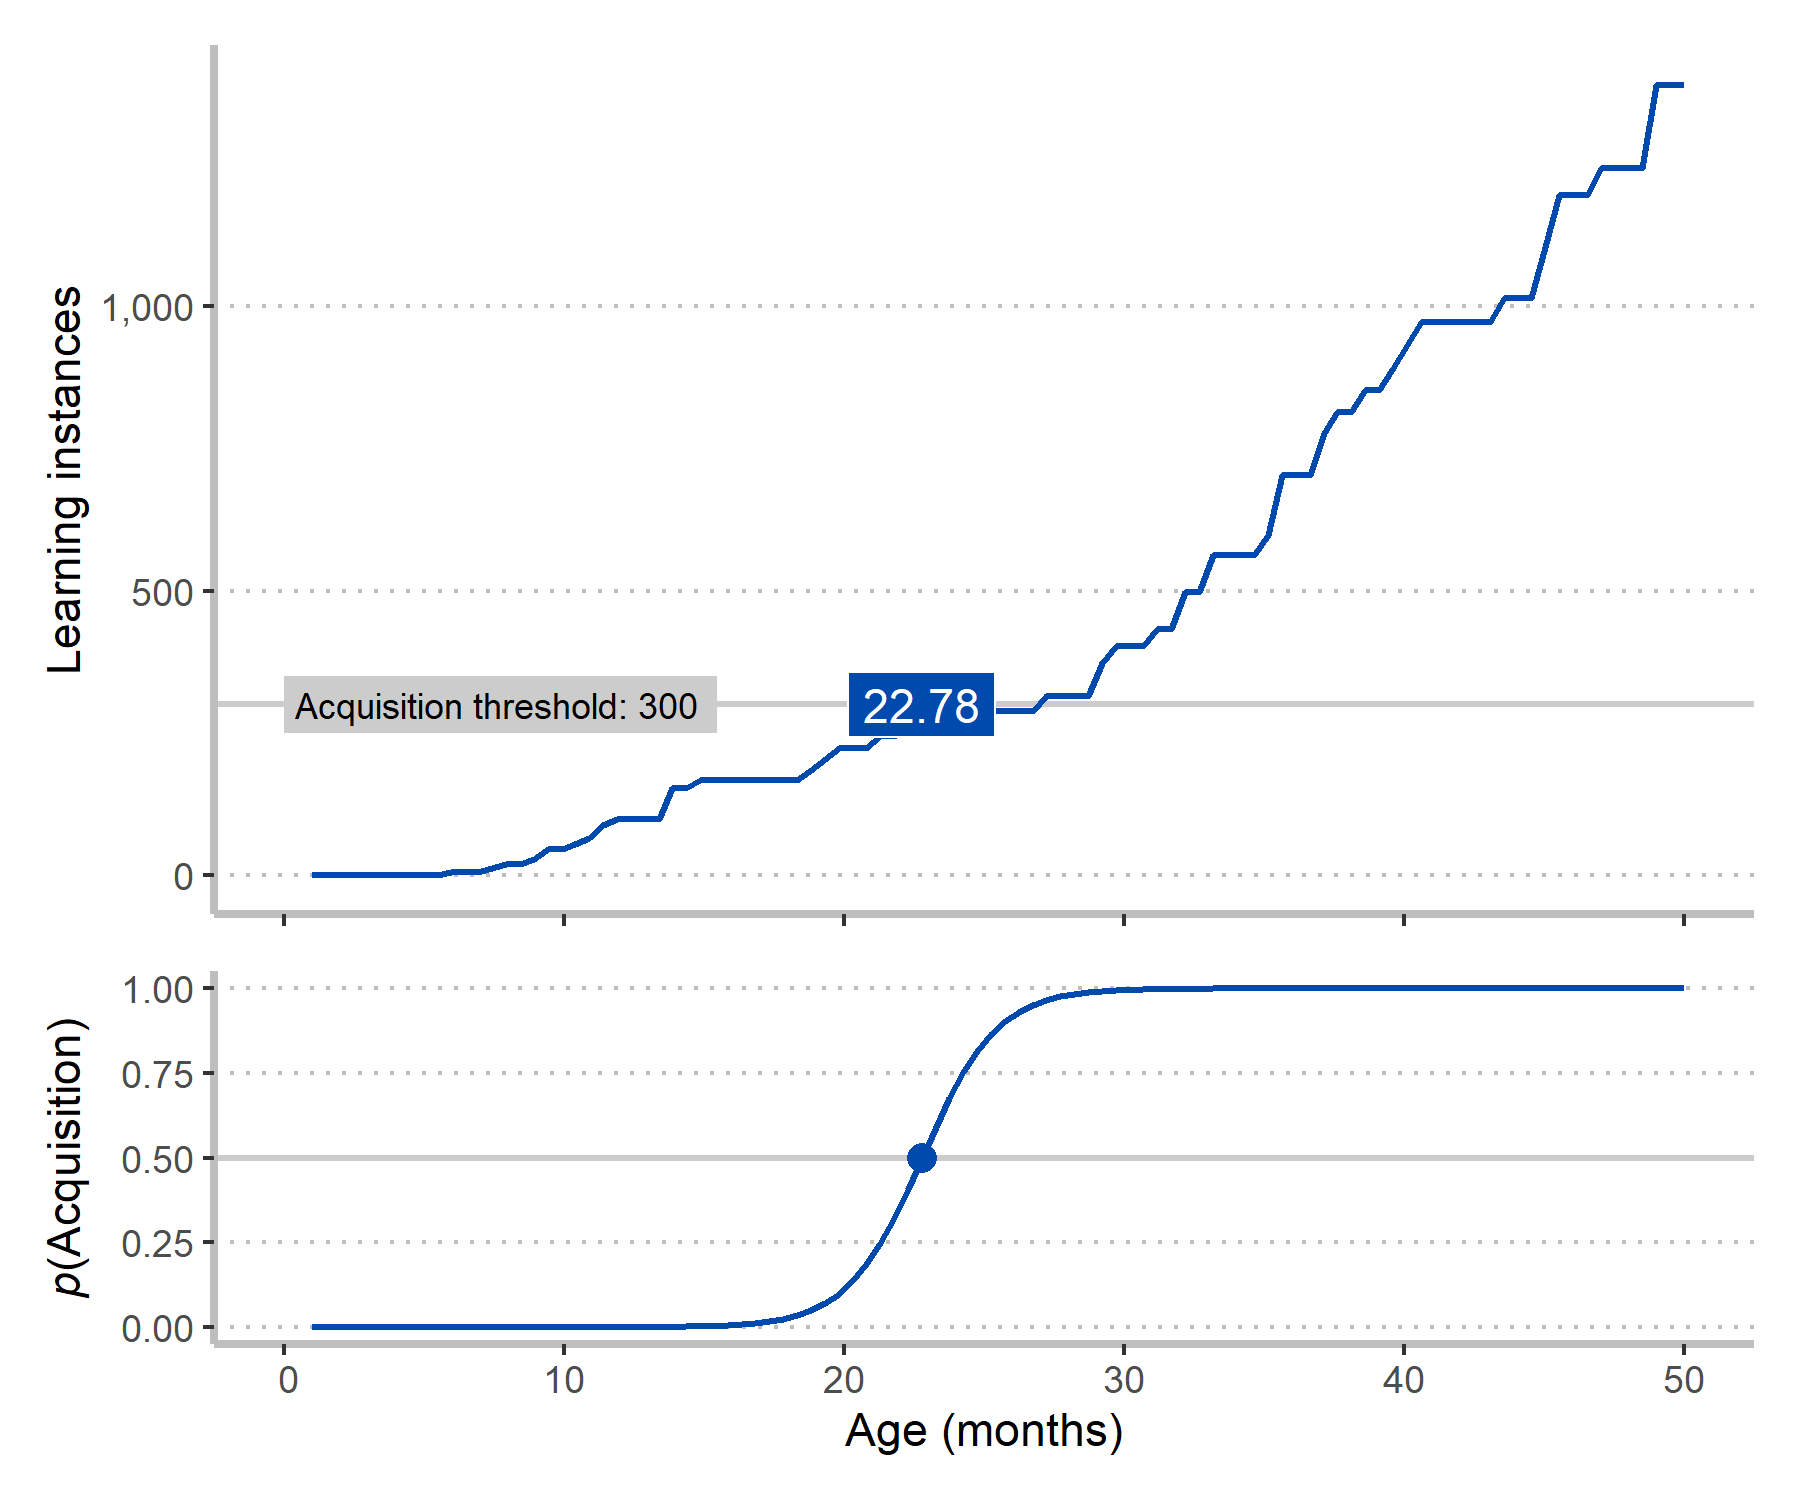 Learning instances
1,000
500
0
Acquisition threshold: 300
22.78
p(Acquisition)
1.00
0.75
0.50
0.25
0.00
0 10 20 30 40 50
Age (months)